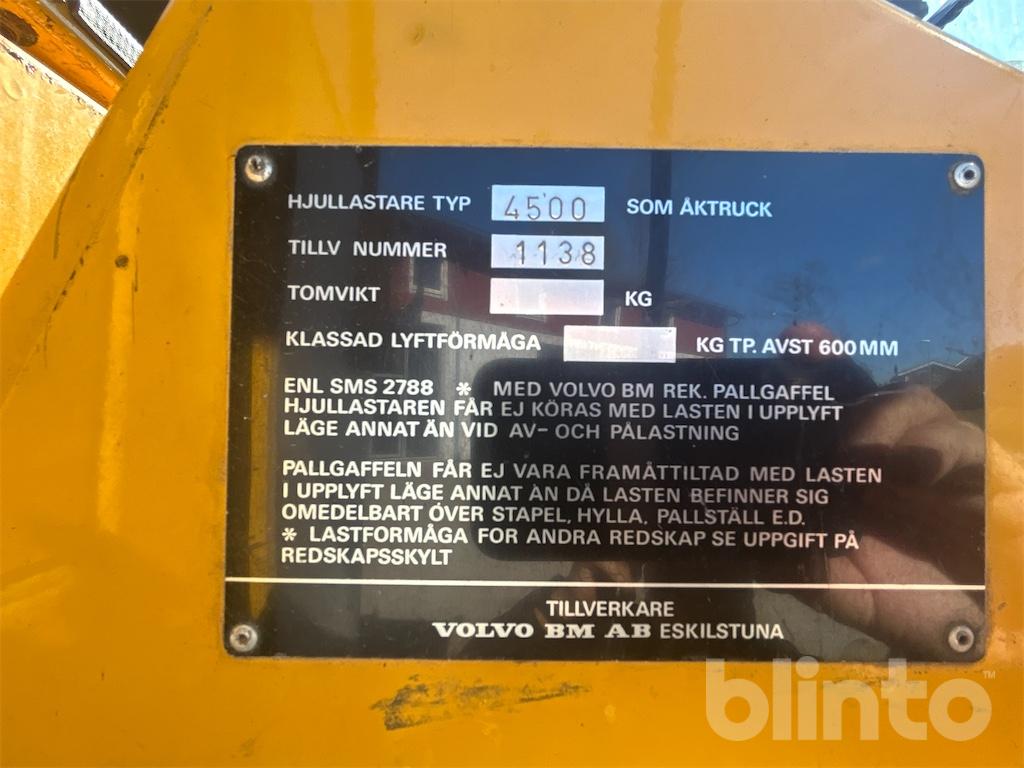 HJULLASTARE TYP 4500 SOM ÅKTRUCK
TILLV NUMMER 1138
TOMVIKT KG
KLASSAD LYFTFÖRMÅGA KG TP. AVST 600 MM
ENL SMS 2788 * MED VOLVO BM REK. PALLGAFFEL
HJULLASTAREN FÅR EJ KÖRAS MED LASTEN I UPPLYFT
LÄGE ANNAT ÄN VID AV- OCH PÅLASTNING
PALLGAFFELN FÅR EJ VARA FRAMÅTTILTAD MED LASTEN
I UPPLYFT LÄGE ANNAT ÄN DÅ LASTEN BEFINNER SIG
OMEDELBART ÖVER STAPEL, HYLLA, PALLSTÄLL E.D.
* LASTFÖRMÅGA FÖR ANDRA REDSKAP SE UPPGIFT PÅ
REDSKAPSSKYLT
TILLVERKARE
VOLVO BM AB ESKILSTUNA
blinto™